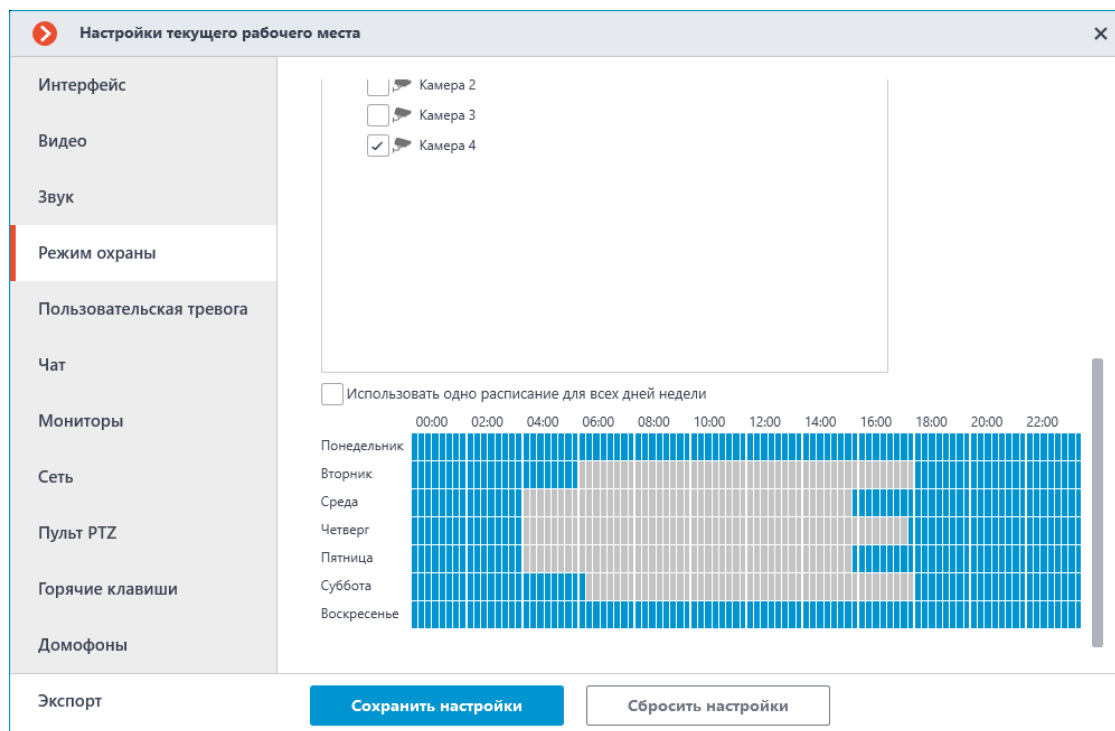 Настройки текущего рабочего места
Интерфейс
Видео
Звук
Режим охраны
Пользовательская тревога
Чат
Мониторы
Сеть
Пульт PTZ
Горячие клавиши
Домофоны
Экспорт
Камера 2
Камера 3
Камера 4
Использовать одно расписание для всех дней недели
00:00 02:00 04:00 06:00 08:00 10:00 12:00 14:00 16:00 18:00 20:00 22:00
Понедельник
Вторник
Среда
Четверг
Пятница
Суббота
Воскресенье
Сохранить настройки
Сбросить настройки